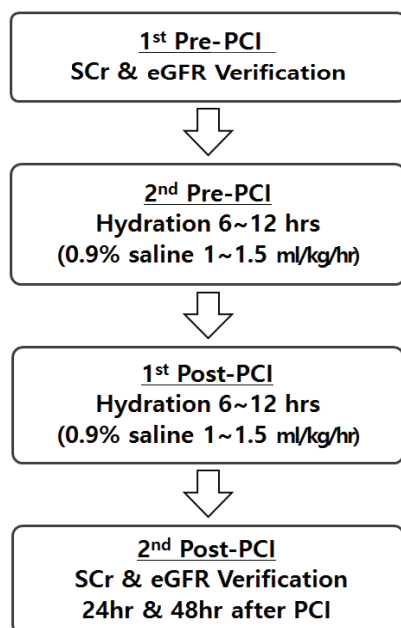 1st Pre-PCI
SCr & eGFR Verification
2nd Pre-PCI
Hydration 6~12 hrs
(0.9% saline 1~1.5 ml/kg/hr)
1st Post-PCI
Hydration 6~12 hrs
(0.9% saline 1~1.5 ml/kg/hr)
2nd Post-PCI
SCr & eGFR Verification
24hr & 48hr after PCI